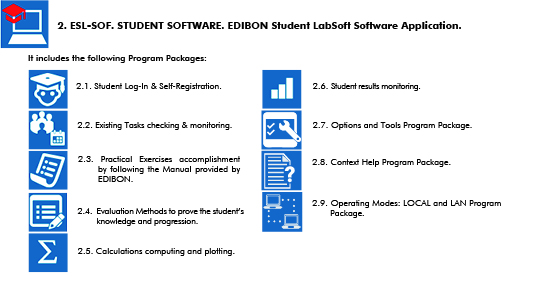 2. ESL-SOF. STUDENT SOFTWARE. EDIBON Student LabSoft Software Application.
It includes the following Program Packages:
2.1. Student Log-In & Self-Registration.
2.2. Existing Tasks checking & monitoring.
2.3. Practical Exercises accomplishment
by following the Manual provided by
EDIBON.
2.4. Evaluation Methods to prove the student's
knowledge and progression.
2.5. Calculations computing and plotting.
2.6. Student results monitoring.
2.7. Options and Tools Program Package.
2.8. Context Help Program Package.
2.9. Operating Modes: LOCAL and LAN Program
Package.